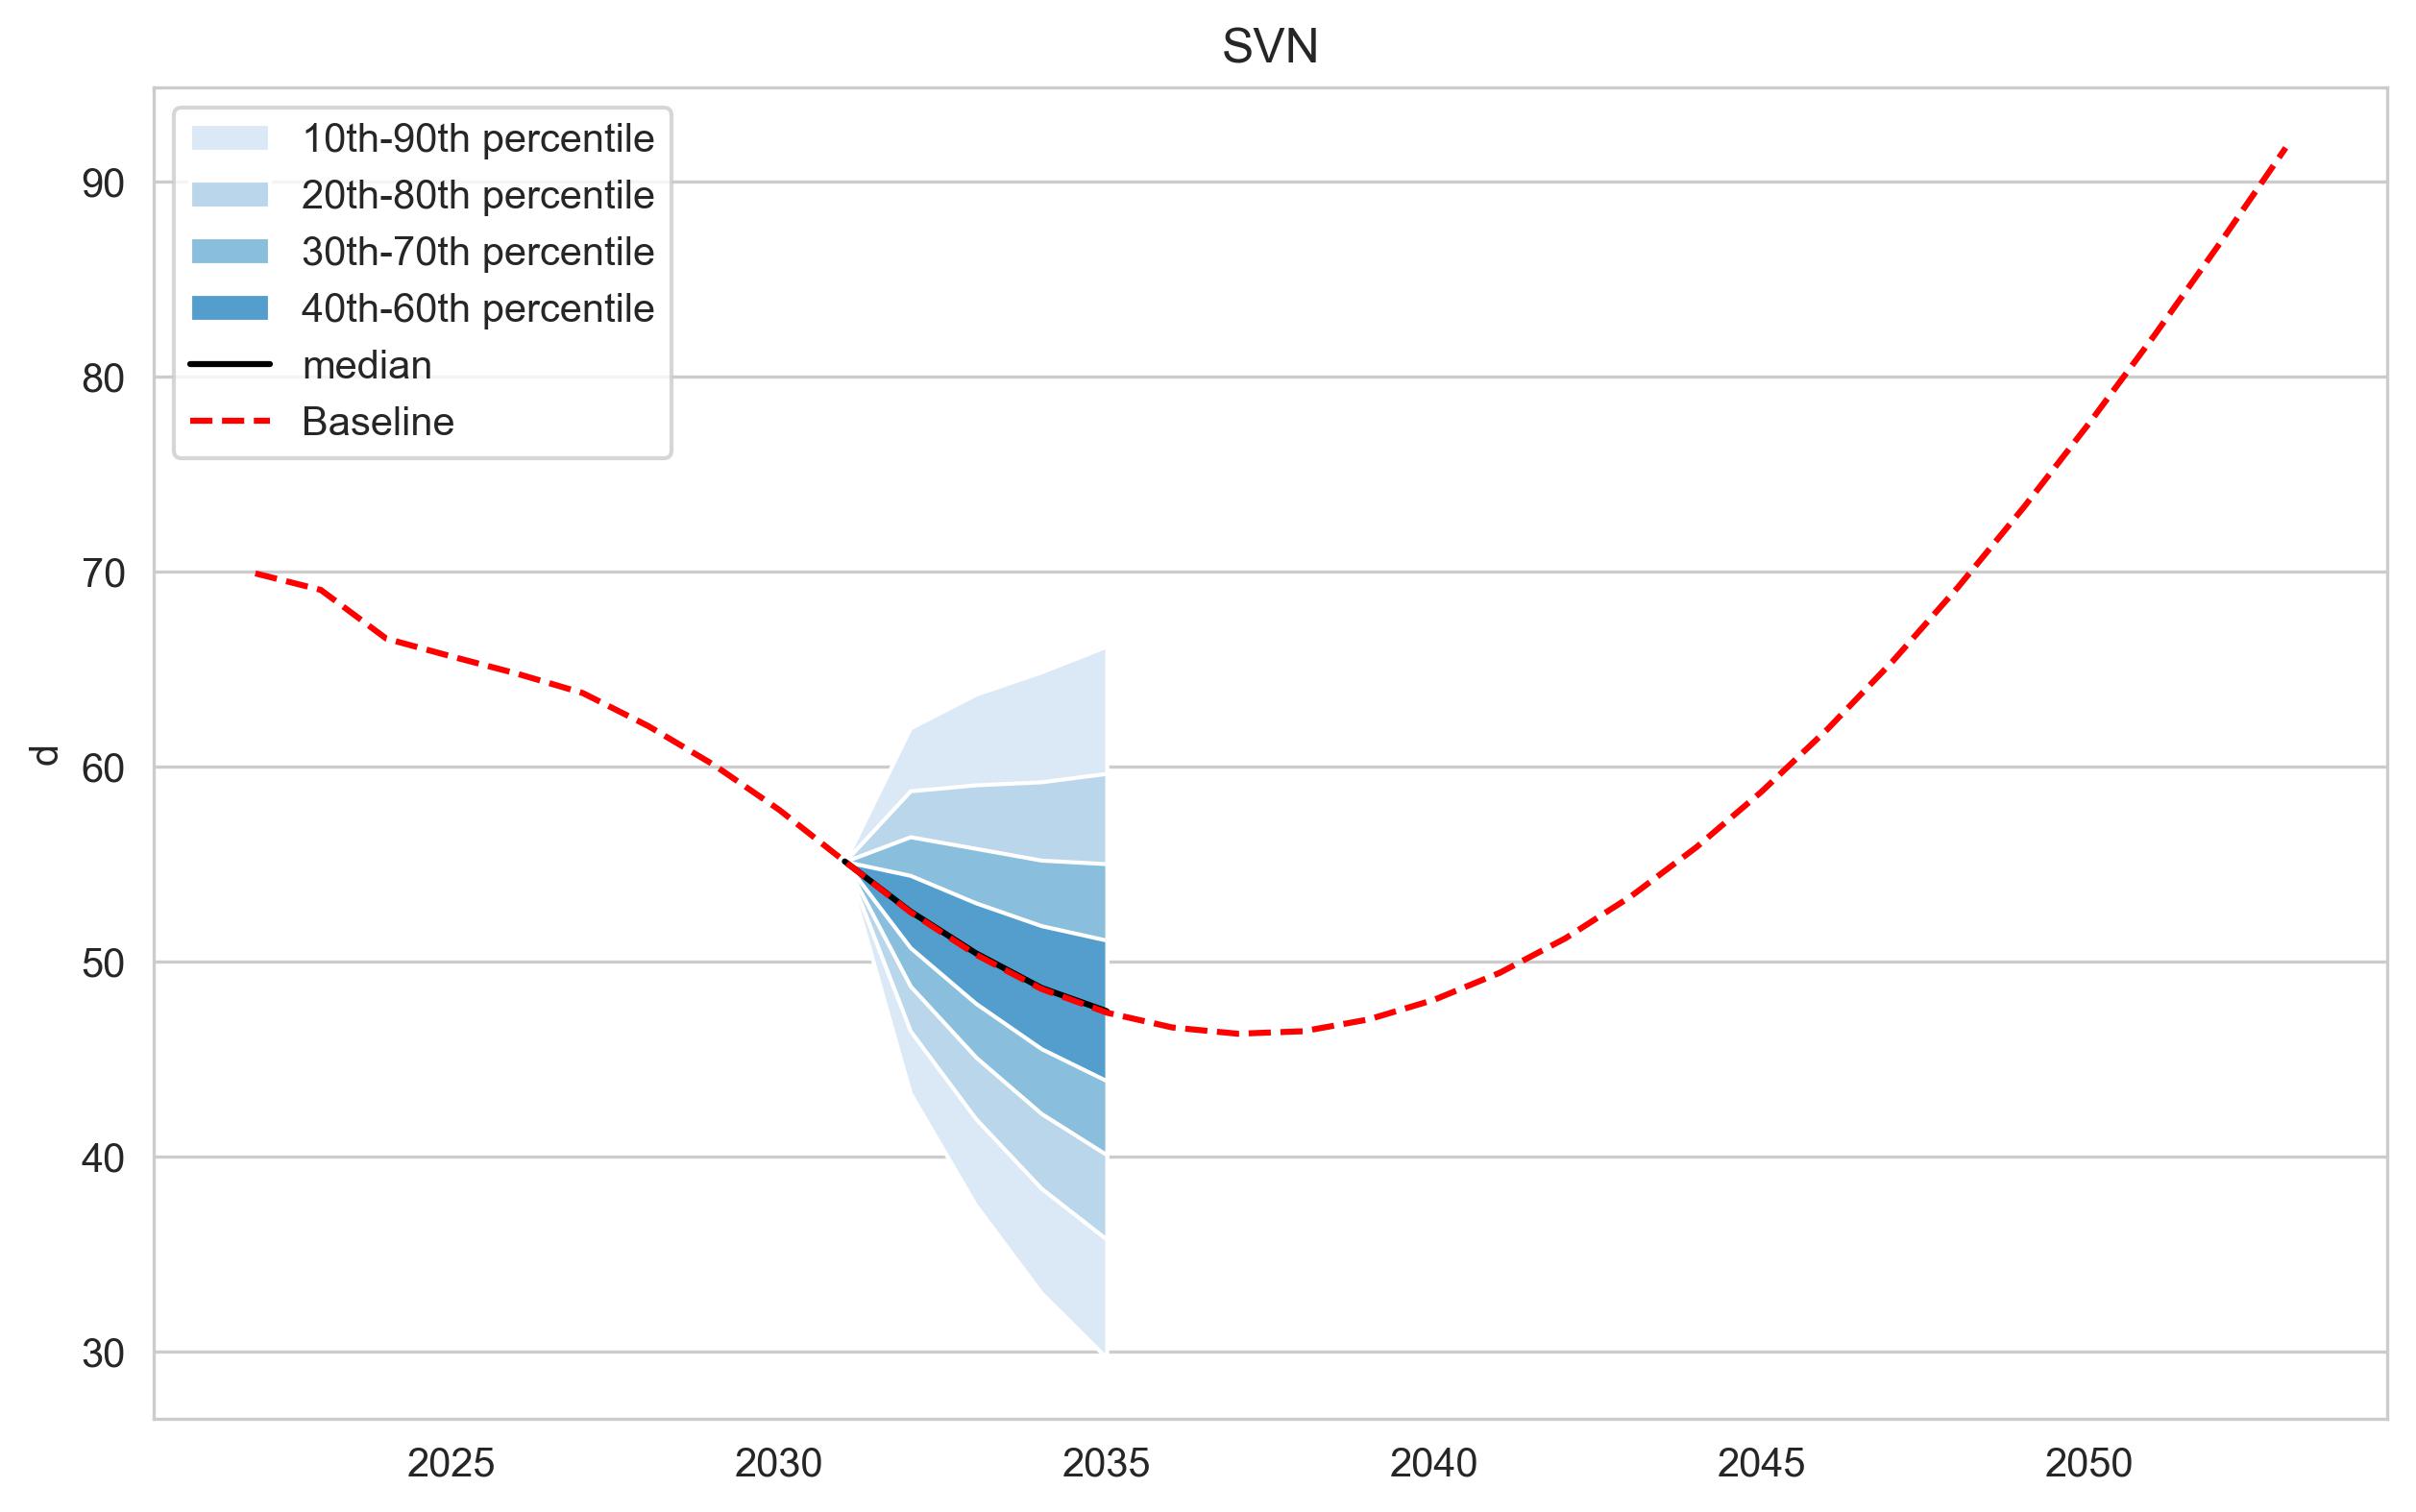 SVN
10th-90th percentile
20th-80th percentile
30th-70th percentile
40th-60th percentile
median
Baseline
90
80
70
60
50
40
30
d
2025 2030 2035 2040 2045 2050